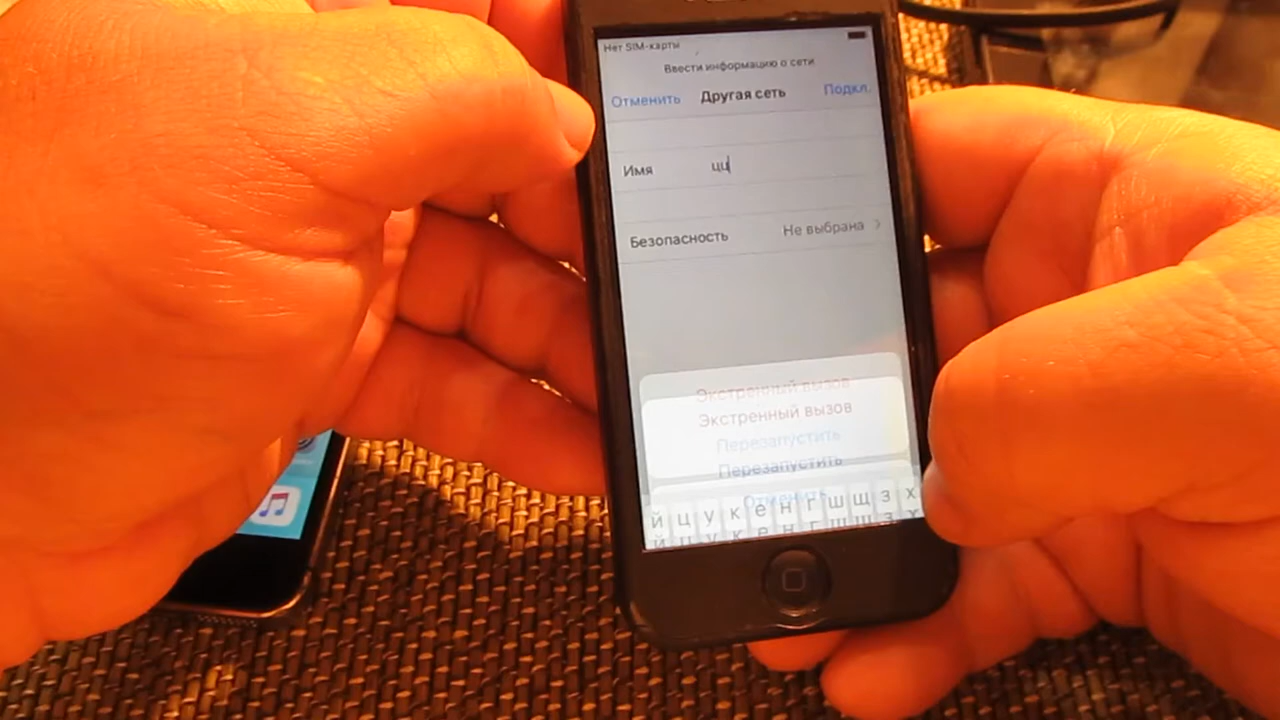 Нет SIM-карты
Ввести информацию о сети
Отменить Другая сеть Подкл.
Имя цц
Безопасность Не выбрана
Экстренный вызов
Экстренный вызов
Перезапустить
Перезапустить
Отменить
й ц у к е н г ш щ з х
й ц у к е н г ш щ з х